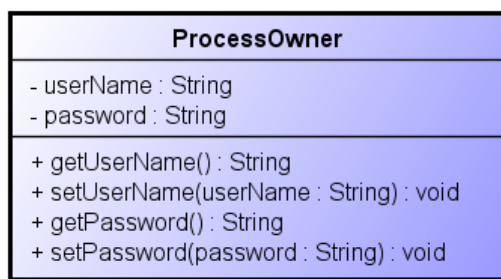 ProcessOwner
- userName : String
- password : String
+ getUserName() : String
+ setUserName(userName : String) : void
+ getPassword() : String
+ setPassword(password : String) : void